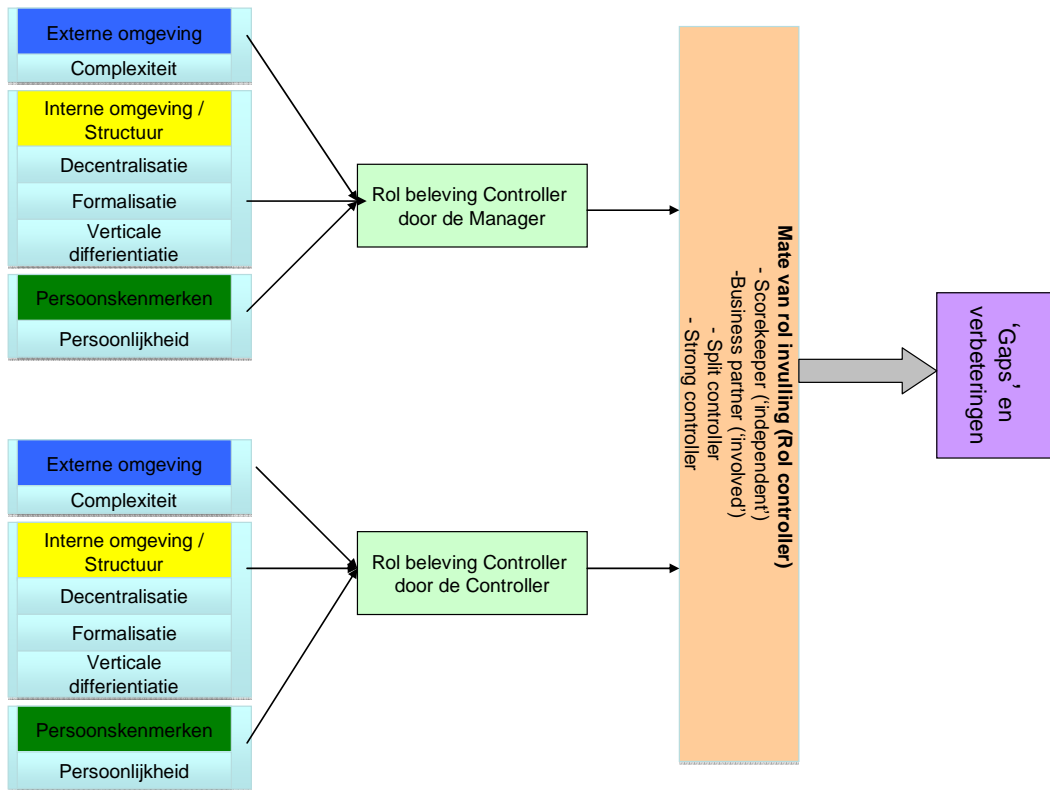 Externe omgeving
Complexiteit
Interne omgeving /
Structuur
Decentralisatie
Formalisatie
Verticale
differientiatie
Persoonskenmerken
Persoonlijkheid
Rol beleving Controller
door de Manager
Externe omgeving
Complexiteit
Interne omgeving /
Structuur
Decentralisatie
Formalisatie
Verticale
differientiatie
Persoonskenmerken
Persoonlijkheid
Rol beleving Controller
door de Controller
Mate van rol invulling (Rol controller)
- Scorekeeper (‘independent’)
-Business partner (‘involved’)
- Split controller
- Strong controller
‘Gaps’ en
verbeteringen